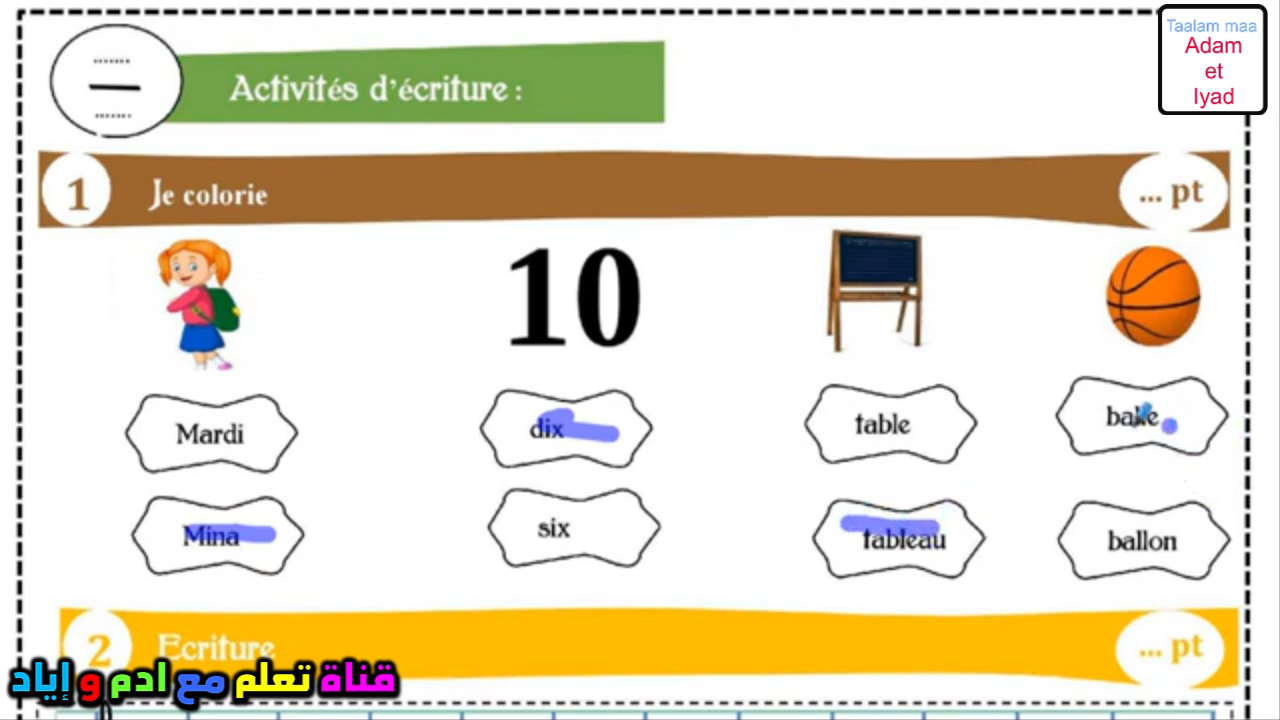 Taalam maa
Adam
et
Iyad
.......
.......
Activités d'écriture :
1 Je colorie ... pt
10
Mardi dix table
Mina six tableau ballon
2 Ecriture ... pt
قناة تعلم مع ادم و إياد